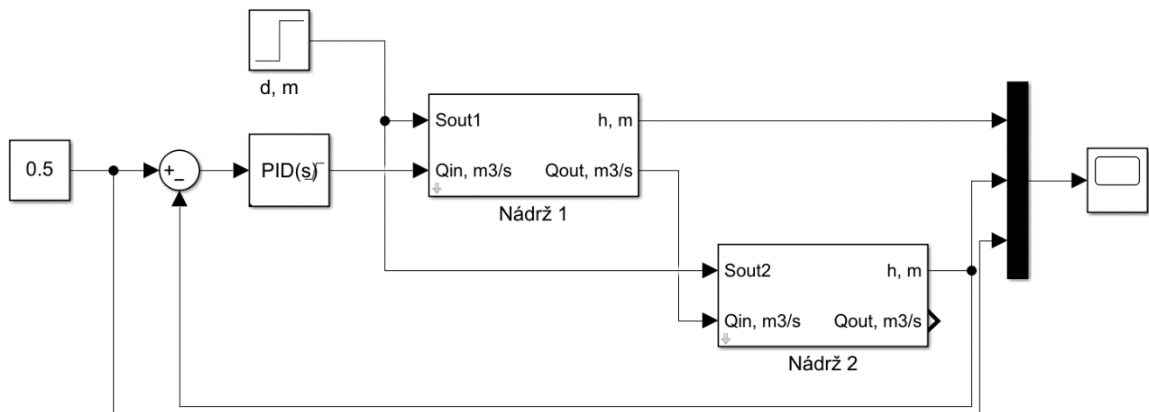 d, m
0.5
+
−
PID(s)
Sout1
h, m
Qin, m3/s
Qout, m3/s
Nádrž 1
Sout2
h, m
Qin, m3/s
Qout, m3/s
Nádrž 2